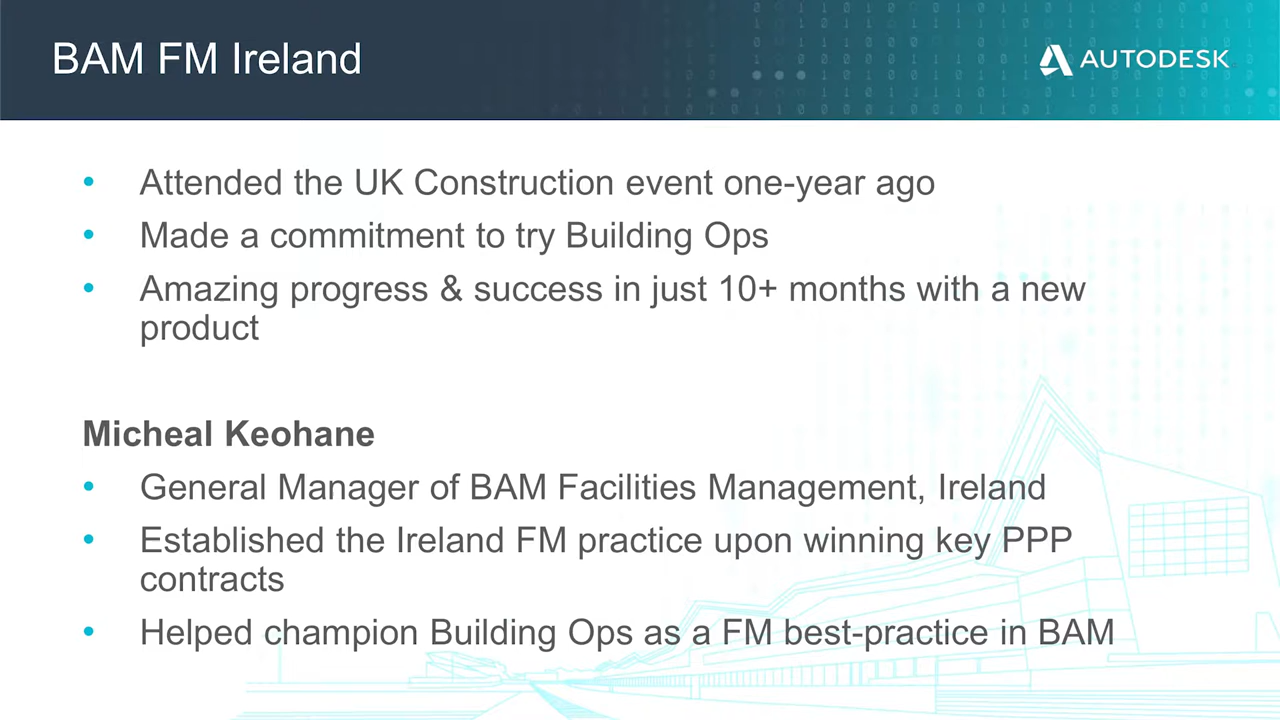 BAM FM Ireland
AUTODESK
• Attended the UK Construction event one-year ago
• Made a commitment to try Building Ops
• Amazing progress & success in just 10+ months with a new
product
Micheal Keohane
• General Manager of BAM Facilities Management, Ireland
• Established the Ireland FM practice upon winning key PPP
contracts
• Helped champion Building Ops as a FM best-practice in BAM